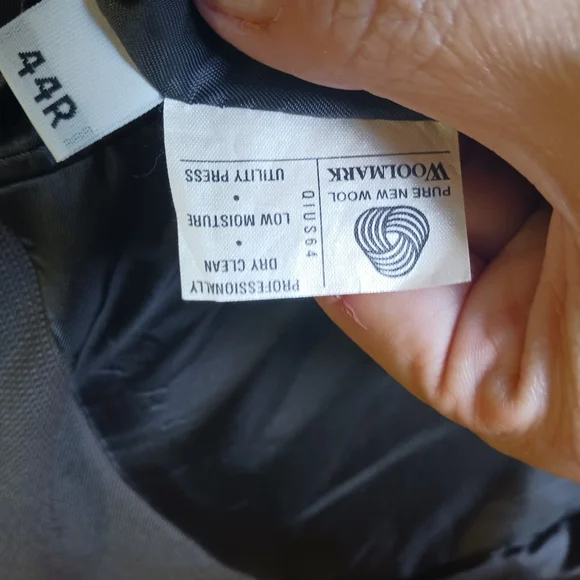 44R
PURE NEW WOOL
WOOLMARK
QIUS64
PROFESSIONALLY
DRY CLEAN
•
LOW MOISTURE
•
UTILITY PRESS